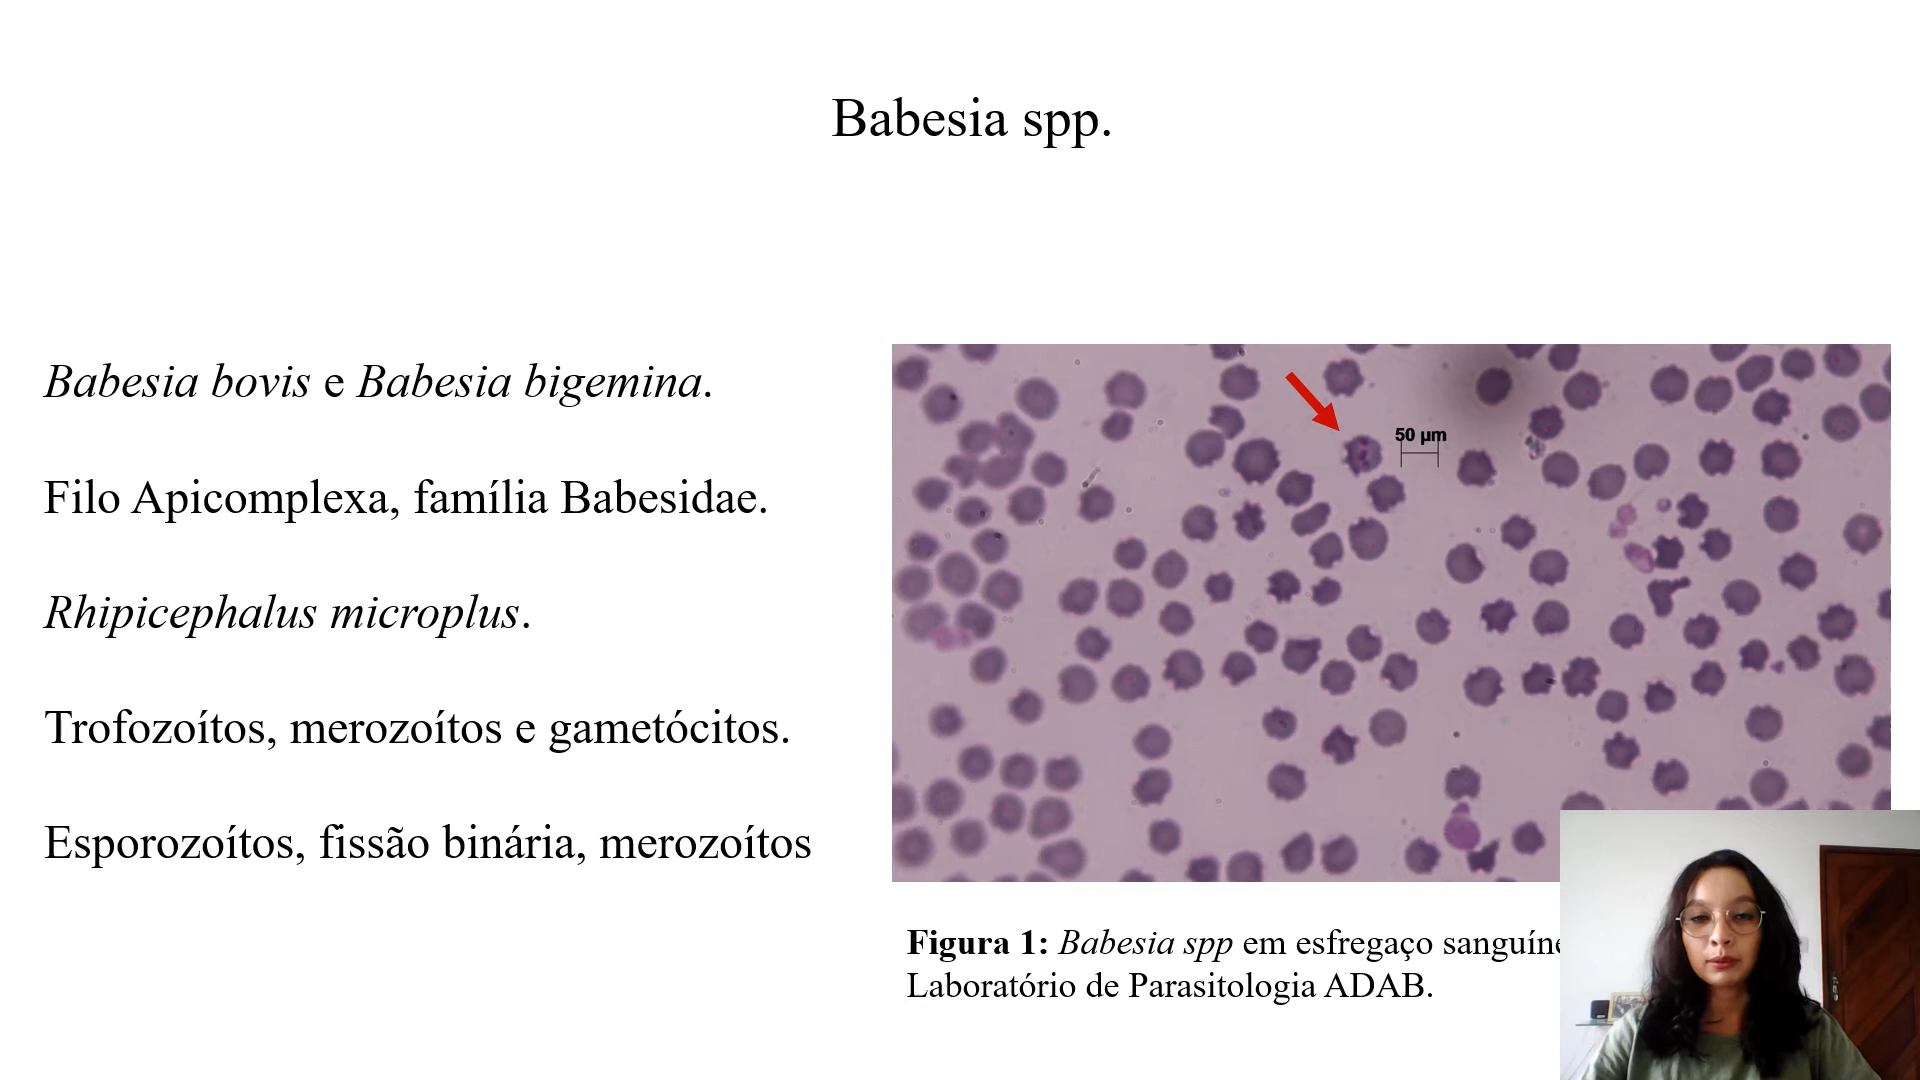 Babesia spp.
Babesia bovis e Babesia bigemina.
Filo Apicomplexa, família Babesidae.
Rhipicephalus microplus.
Trofozoítos, merozoítos e gametócitos.
Esporozoítos, fissão binária, merozoítos
50 µm
Figura 1: Babesia spp em esfregaço
Laboratório de Parasitologia ADAB.